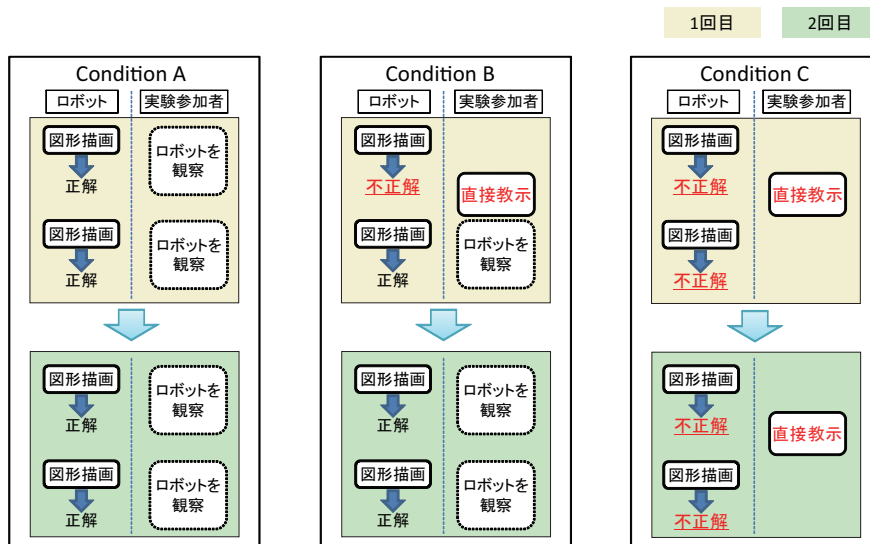 1回目
2回目
Condition A
ロボット
実験参加者
図形描画
正解
ロボットを
観察
図形描画
正解
ロボットを
観察
図形描画
正解
ロボットを
観察
図形描画
正解
ロボットを
観察
Condition B
ロボット
実験参加者
図形描画
不正解
直接教示
図形描画
正解
ロボットを
観察
図形描画
正解
ロボットを
観察
図形描画
正解
ロボットを
観察
Condition C
ロボット
実験参加者
図形描画
不正解
直接教示
図形描画
不正解
図形描画
不正解
直接教示
図形描画
不正解